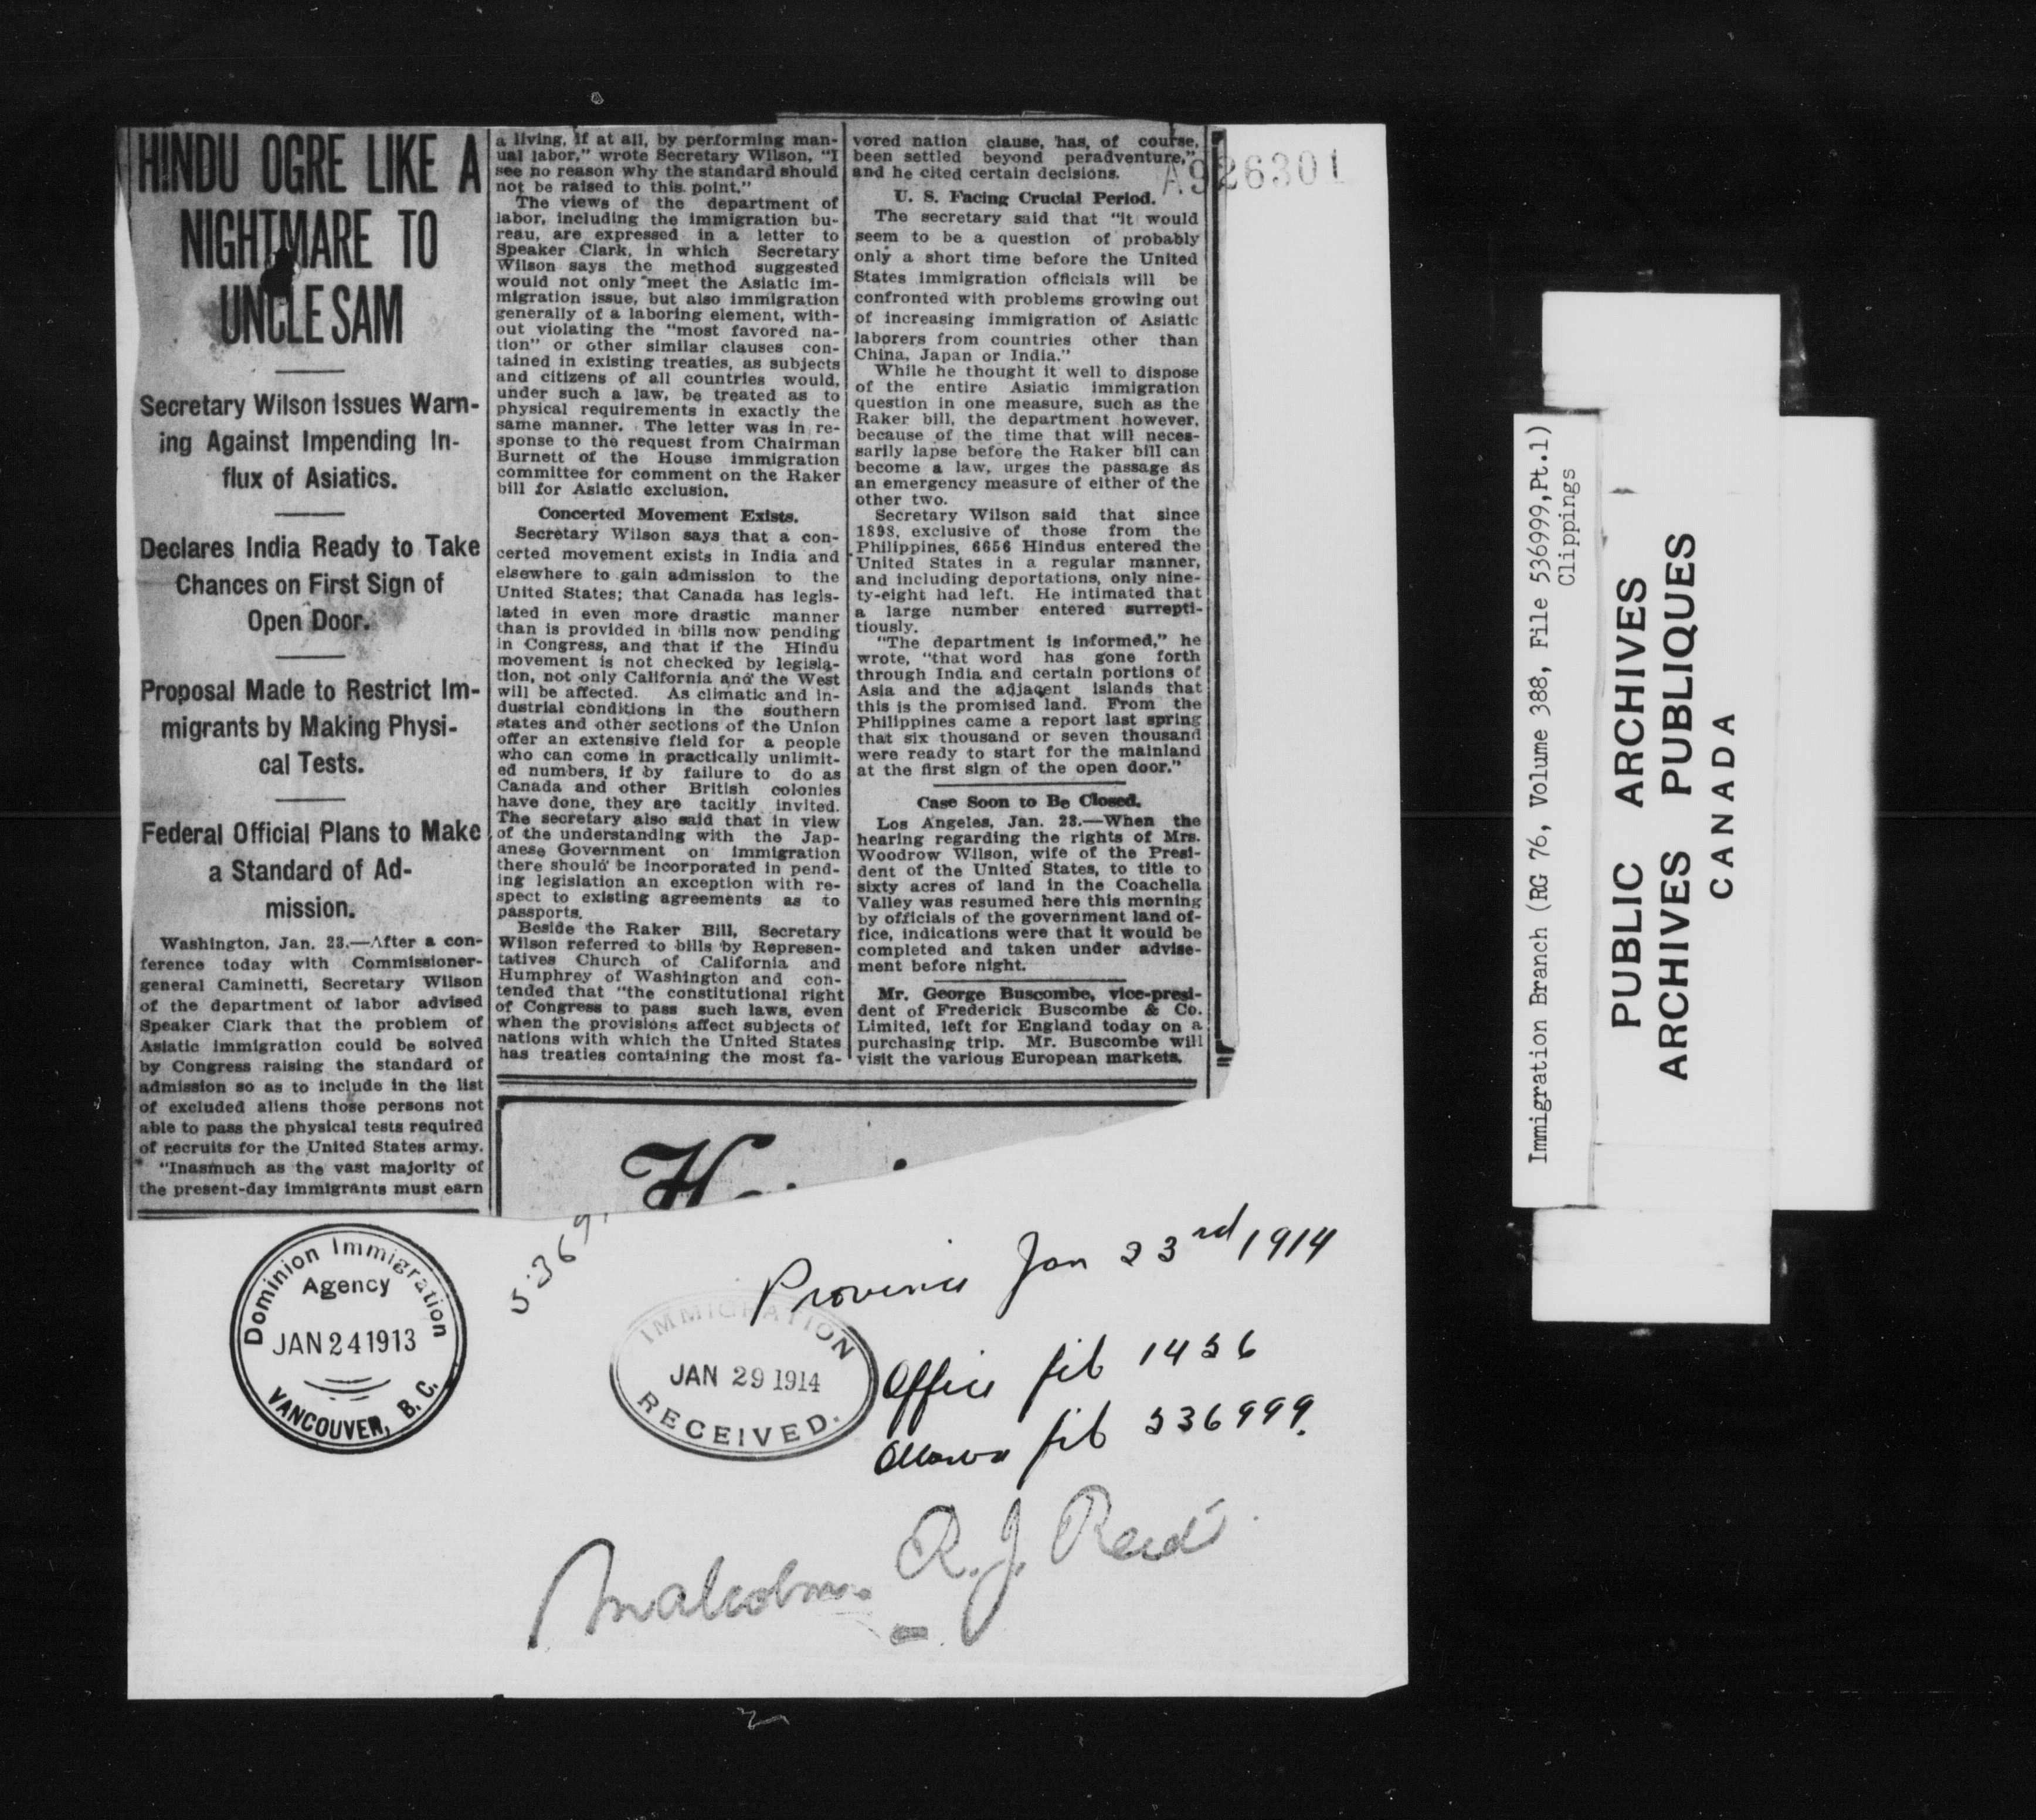 HINDU OGRE LIKE A
NIGHTMARE TO
UNCLE SAM
Secretary Wilson Issues Warn-
ing Against Impending In-
flux of Asiatics.
Declares India Ready to Take
Chances on First Sign of
Open Door.
Proposal Made to Restrict Im-
migrants by Making Physi-
cal Tests.
Federal Official Plans to Make
a Standard of Ad-
mission.
Washington, Jan. 23.—After a con-
ference today with Commissioner-
general Caminetti, Secretary Wilson
of the department of labor advised
Speaker Clark that the problem of
Asiatic immigration could be solved
by Congress raising the standard of
admission so as to include in the list
of excluded aliens those persons not
able to pass the physical tests required
of recruits for the United States army.
"Inasmuch as the vast majority of
the present-day immigrants must earn
a living, if at all, by performing man-
ual labor," wrote Secretary Wilson, "I
see no reason why the standard should
not be raised to this point."
The views of the department of
labor, including the immigration bu-
reau, are expressed in a letter to
Speaker Clark, in which Secretary
Wilson says the method suggested
would not only meet the Asiatic im-
migration issue, but also immigration
generally of a laboring element, with-
out violating the "most favored na-
tion" or other similar clauses con-
tained in existing treaties, as subjects
and citizens of all countries would,
under such a law, be treated as to
physical requirements in exactly the
same manner. The letter was in re-
sponse to the request from Chairman
Burnett of the House immigration
committee for comment on the Raker
bill for Asiatic exclusion.
Concerted Movement Exists.
Secretary Wilson says that a con-
certed movement exists in India and
elsewhere to gain admission to the
United States; that Canada has legis-
lated in even more drastic manner
than is provided in bills now pending
in Congress, and that if the Hindu
movement is not checked by legisla-
tion, not only California and the West
will be affected. As climatic and in-
dustrial conditions in the southern
states and other sections of the Union
offer an extensive field for a people
who can come in practically unlimit-
ed numbers, if by failure to do as
Canada and other British colonies
have done, they are tacitly invited.
The secretary also said that in view
of the understanding with the Jap-
anese Government on immigration
there should be incorporated in pend-
ing legislation an exception with re-
spect to existing agreements as to
passports.
Beside the Raker Bill, Secretary
Wilson referred to bills by Represen-
tatives Church of California and
Humphrey of Washington and con-
tended that "the constitutional right
of Congress to pass such laws, even
when the provisions affect subjects of
nations with which the United States
has treaties containing the most fa-
vored nation clause, has, of course,
been settled beyond peradventure,"
and he cited certain decisions.
U. S. Facing Crucial Period.
The secretary said that "it would
seem to be a question of probably
only a short time before the United
States immigration officials will be
confronted with problems growing out
of increasing immigration of Asiatic
laborers from countries other than
China, Japan or India."
While he thought it well to dispose
of the entire Asiatic immigration
question in one measure, such as the
Raker bill, the department however,
because of the time that will neces-
sarily lapse before the Raker bill can
become a law, urges the passage as
an emergency measure of either of the
other two.
Secretary Wilson said that since
1898, exclusive of those from the
Philippines, 6656 Hindus entered the
United States in a regular manner,
and including deportations, only nine-
ty-eight had left. He intimated that
a large number entered surrepti-
tiously.
"The department is informed," he
wrote, "that word has gone forth
through India and certain portions of
Asia and the adjacent islands that
this is the promised land. From the
Philippines came a report last spring
that six thousand or seven thousand
were ready to start for the mainland
at the first sign of the open door."
Case Soon to Be Closed.
Los Angeles, Jan. 23.—When the
hearing regarding the rights of Mrs.
Woodrow Wilson, wife of the Presi-
dent of the United States, to title to
sixty acres of land in the Coachella
Valley was resumed here this morning
by officials of the government land of-
fice, indications were that it would be
completed and taken under advise-
ment before night.
Mr. George Buscombe, vice-presi-
dent of Frederick Buscombe & Co.
Limited, left for England today on a
purchasing trip. Mr. Buscombe will
visit the various European markets.
A926301
Dominion Immigration
Agency
JAN 24 1913
VANCOUVER, B.C.
IMMIGRATION
JAN 29 1914
RECEIVED.
Province Jan 23rd 1914
Office file 1456
Ottawa file 536999.
Malcolm R. J. Reid
Immigration Branch (RG 76, Volume 388, File 536999,Pt.1)
Clippings
PUBLIC ARCHIVES
ARCHIVES PUBLIQUES
CANADA